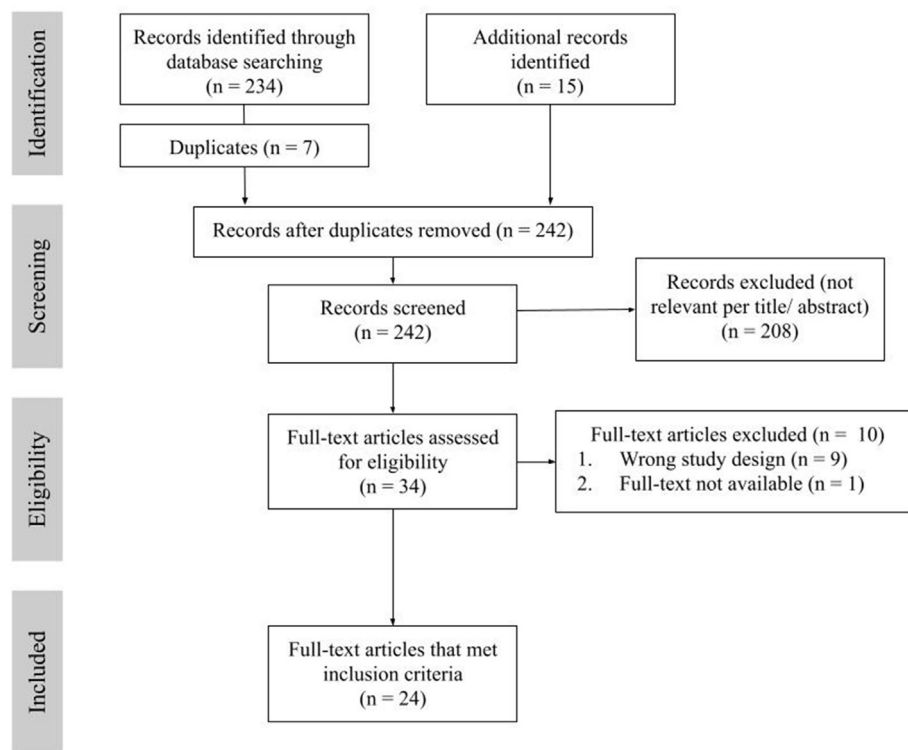 Identification
Records identified through
database searching
(n = 234)
Additional records
identified
(n = 15)
Duplicates (n = 7)
Screening
Records after duplicates removed (n = 242)
Records screened
(n = 242)
Records excluded (not
relevant per title/ abstract)
(n = 208)
Eligibility
Full-text articles assessed
for eligibility
(n = 34)
Full-text articles excluded (n =  10)
1. Wrong study design (n = 9)
2. Full-text not available (n = 1)
Included
Full-text articles that met
inclusion criteria
(n = 24)